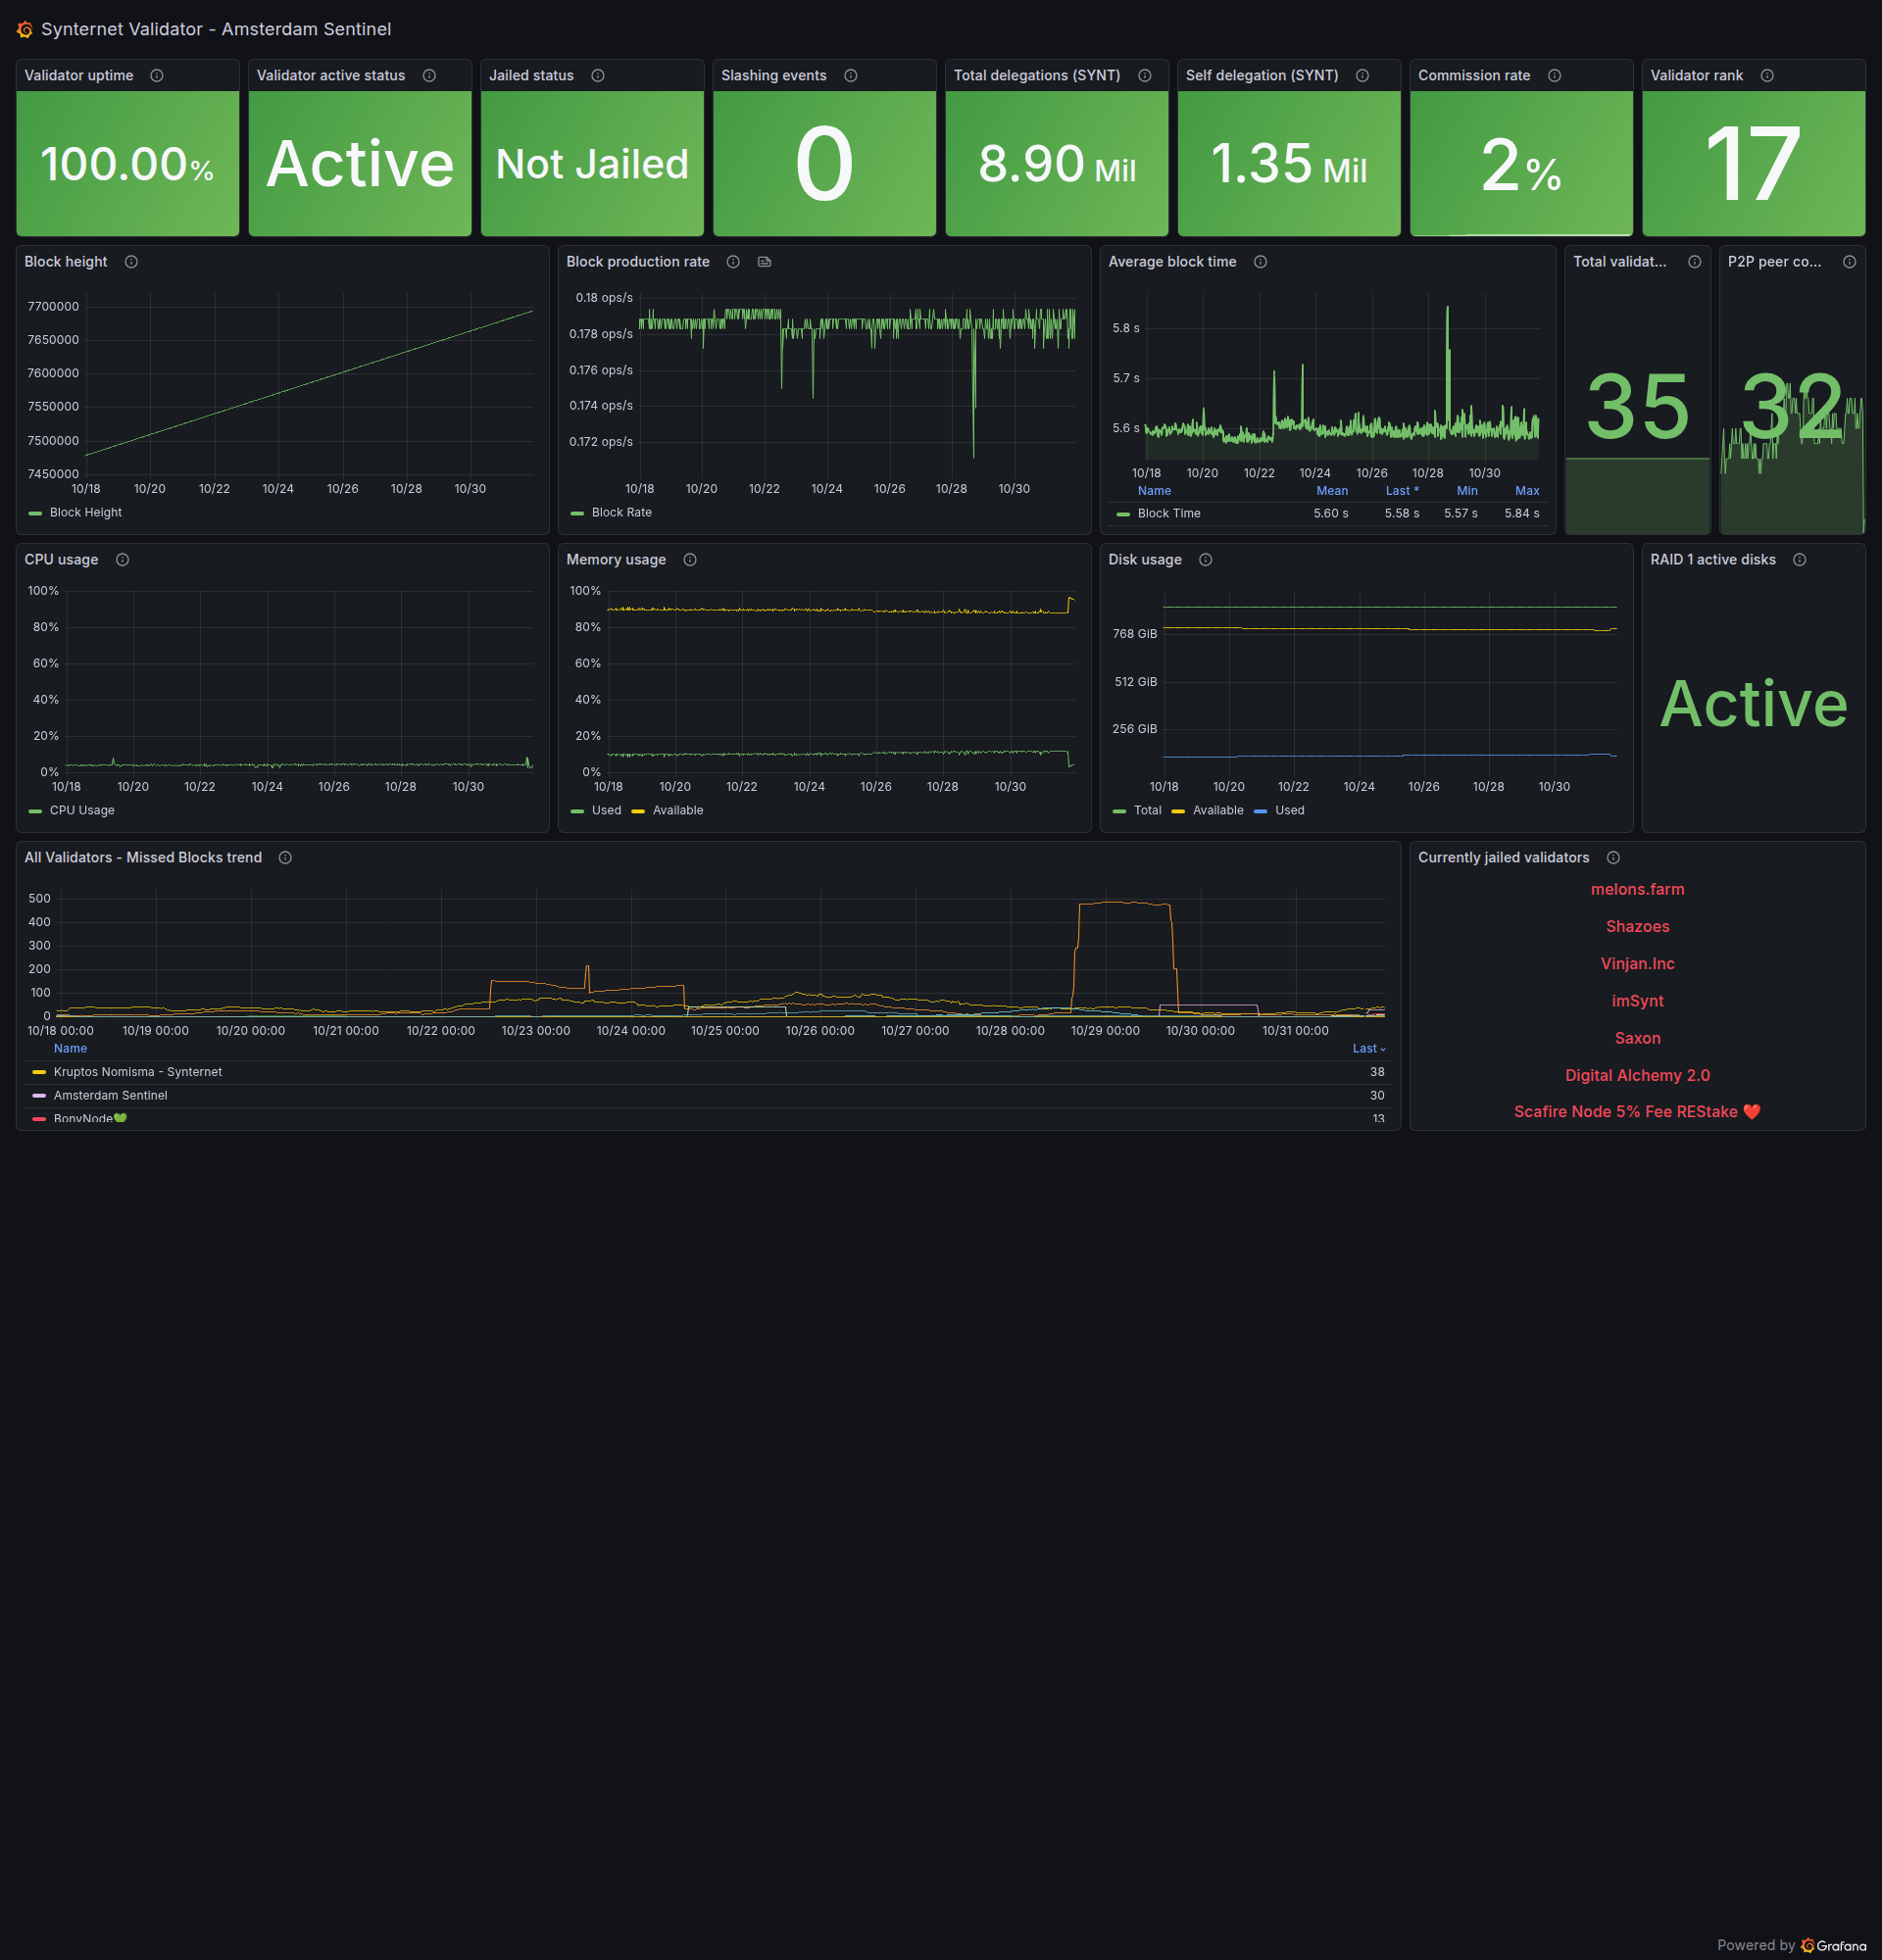 Synternet Validator - Amsterdam Sentinel
Validator uptime
100.00%
Validator active status
Active
Jailed status
Not Jailed
Slashing events
0
Total delegations (SYNT)
8.90 Mil
Self delegation (SYNT)
1.35 Mil
Commission rate
2%
Validator rank
17
Block height
7700000
7650000
7600000
7550000
7500000
7450000
10/18 10/20 10/22 10/24 10/26 10/28 10/30
Block Height
Block production rate
0.18 ops/s
0.178 ops/s
0.176 ops/s
0.174 ops/s
0.172 ops/s
10/18 10/20 10/22 10/24 10/26 10/28 10/30
Block Rate
Average block time
5.8 s
5.7 s
5.6 s
10/18 10/20 10/22 10/24 10/26 10/28 10/30
Name Mean Last * Min Max
Block Time 5.60 s 5.58 s 5.57 s 5.84 s
Total validat...
35
P2P peer co...
32
CPU usage
100%
80%
60%
40%
20%
0%
10/18 10/20 10/22 10/24 10/26 10/28 10/30
CPU Usage
Memory usage
100%
80%
60%
40%
20%
0%
10/18 10/20 10/22 10/24 10/26 10/28 10/30
Used Available
Disk usage
768 GiB
512 GiB
256 GiB
10/18 10/20 10/22 10/24 10/26 10/28 10/30
Total Available Used
RAID 1 active disks
Active
All Validators - Missed Blocks trend
500
400
300
200
100
0
10/18 00:00 10/19 00:00 10/20 00:00 10/21 00:00 10/22 00:00 10/23 00:00 10/24 00:00 10/25 00:00 10/26 00:00 10/27 00:00 10/28 00:00 10/29 00:00 10/30 00:00 10/31 00:00
Name Last
Kruptos Nomisma - Synternet 38
Amsterdam Sentinel 30
BonyNode💚 13
Currently jailed validators
melons.farm
Shazoes
Vinjan.Inc
imSynt
Saxon
Digital Alchemy 2.0
Scafire Node 5% Fee REStake ❤️
Powered by Grafana